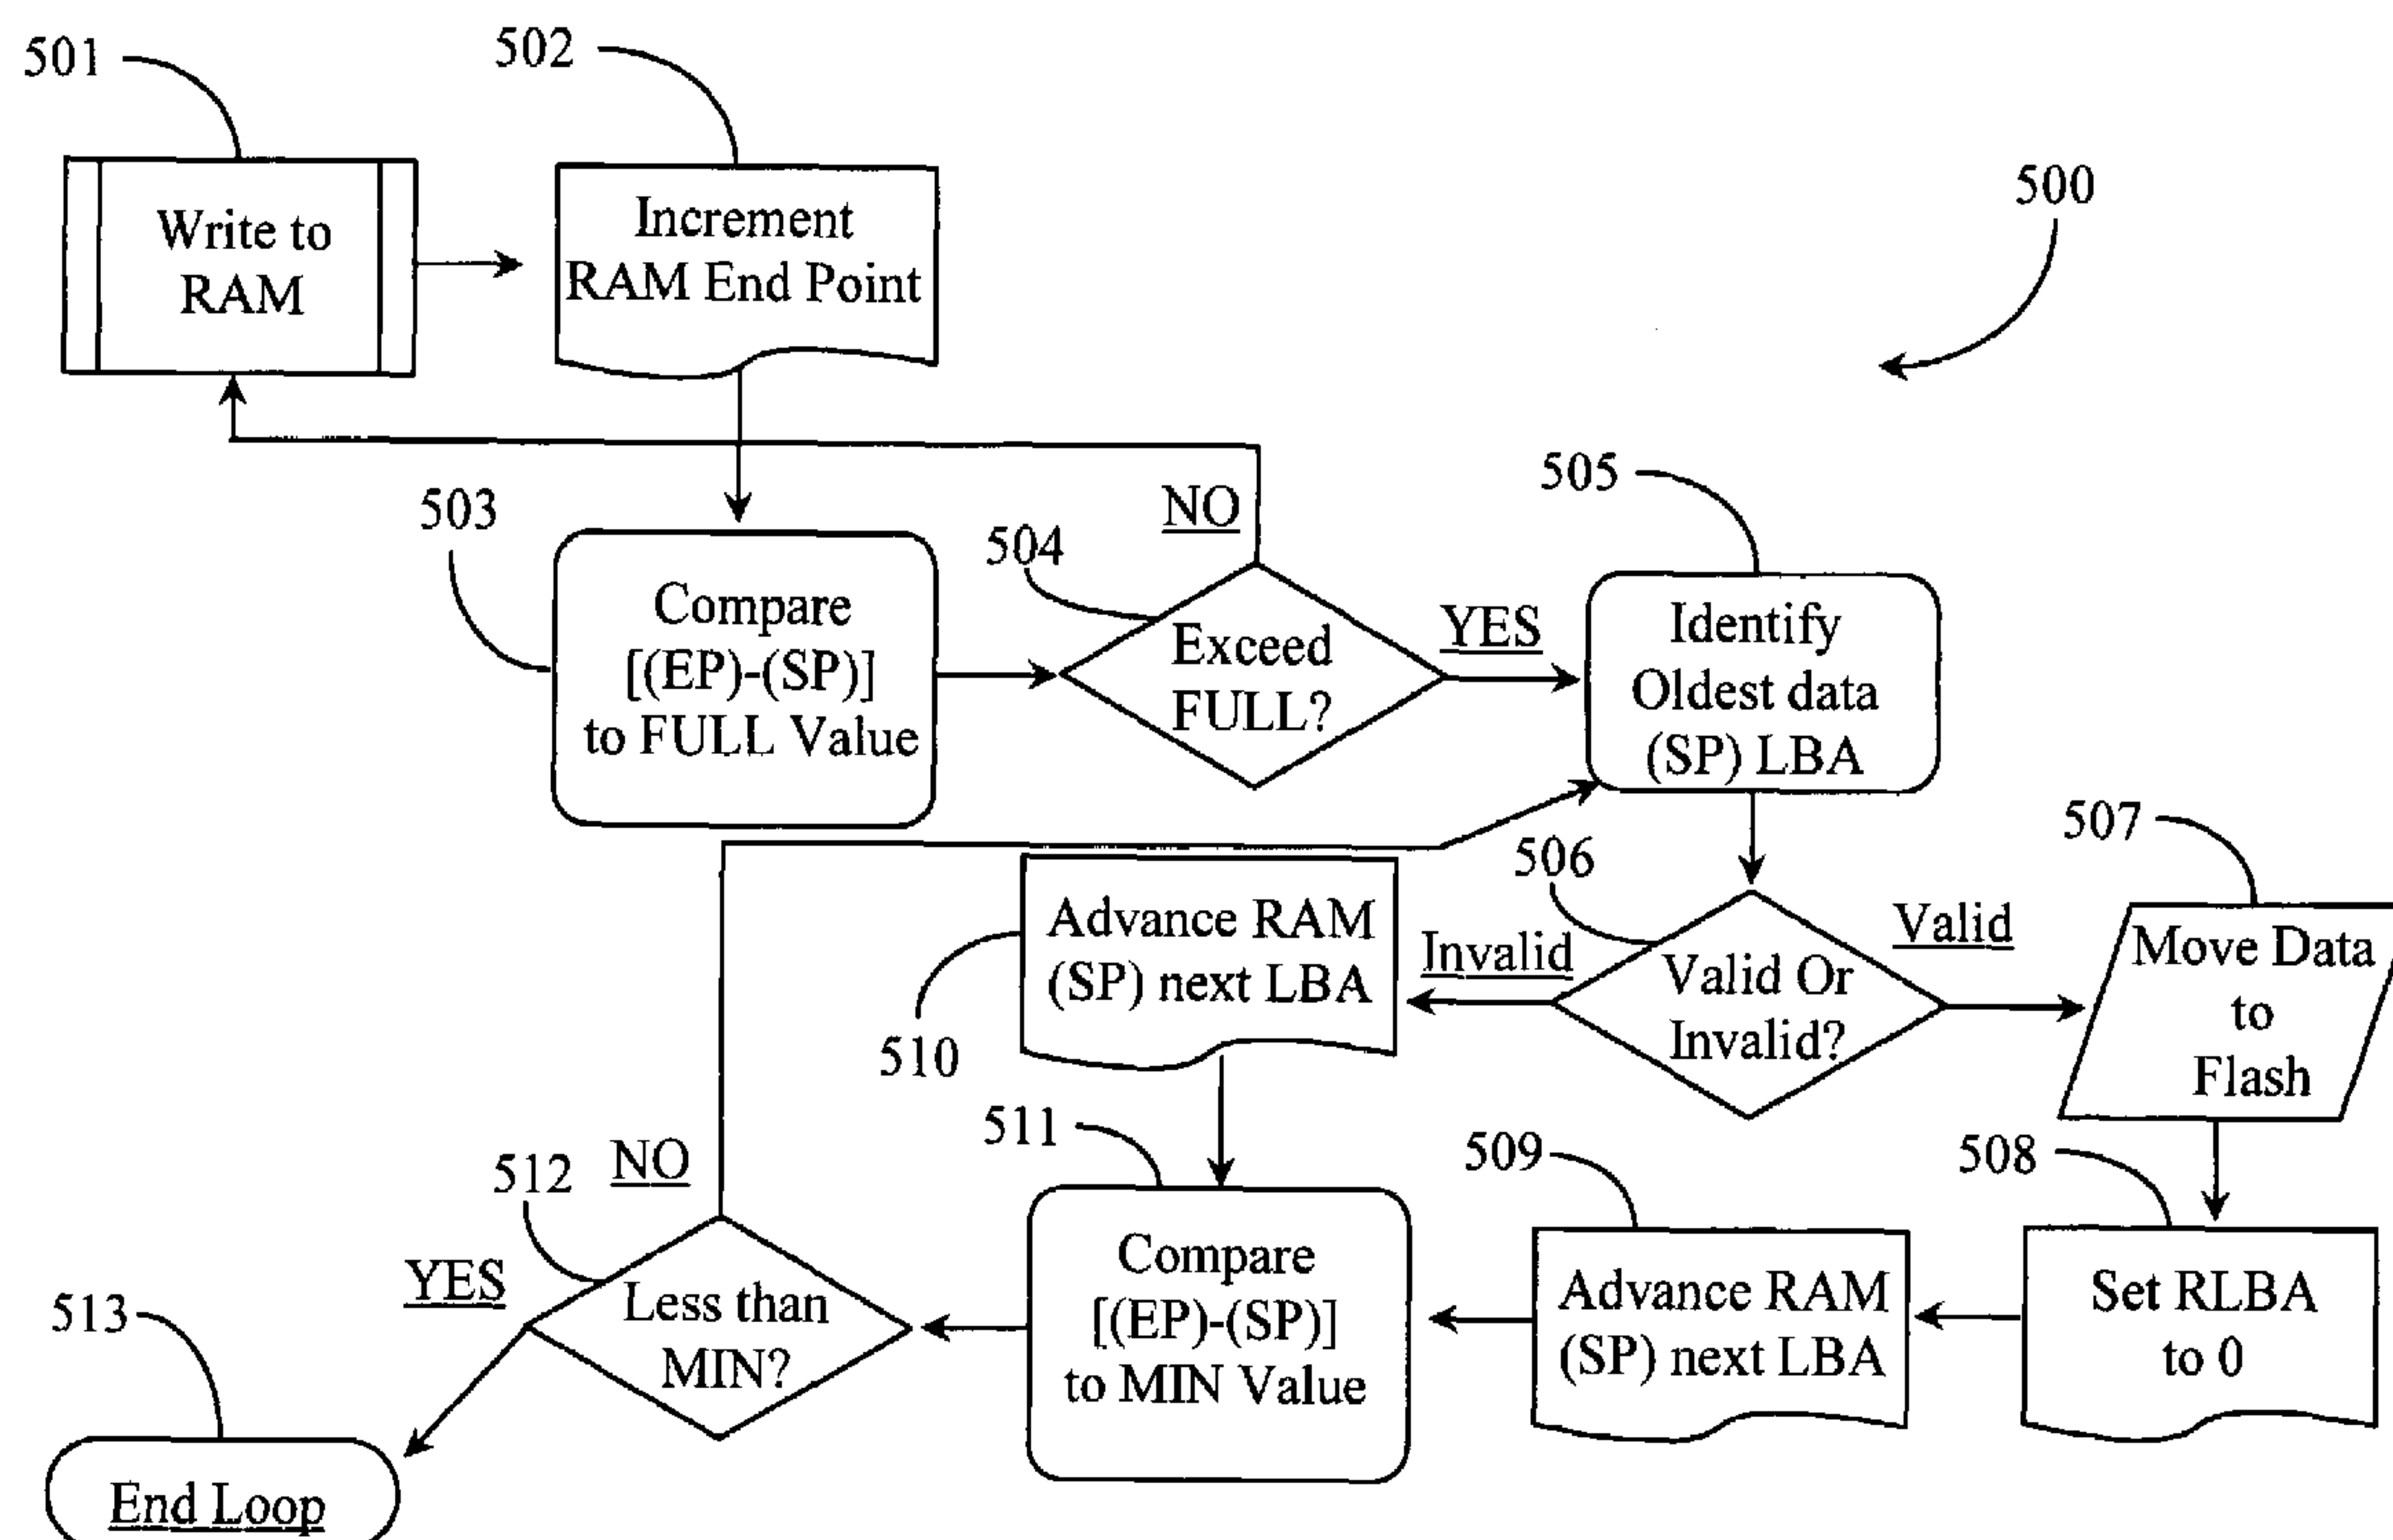 501
502
Write to
RAM
Increment
RAM End Point
500
503
Compare
[(EP)-(SP)]
to FULL Value
504
NO
Exceed
FULL?
YES
505
Identify
Oldest data
(SP) LBA
506
Valid Or
Invalid?
Valid
507
Move Data
to
Flash
Invalid
510
Advance RAM
(SP) next LBA
508
Set RLBA
to 0
509
Advance RAM
(SP) next LBA
511
Compare
[(EP)-(SP)]
to MIN Value
512
NO
Less than
MIN?
YES
513
End Loop